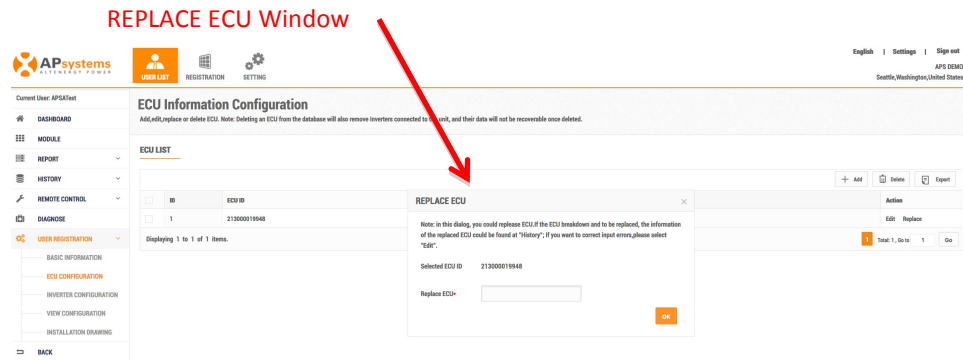 REPLACE ECU Window
English | Settings | Sign out
APsystems
ALTENERGY POWER
USER LIST REGISTRATION SETTING
APS DEMO
Seattle,Washington,United States
Current User: APSATest
DASHBOARD
MODULE
REPORT
HISTORY
REMOTE CONTROL
DIAGNOSE
USER REGISTRATION
BASIC INFORMATION
ECU CONFIGURATION
INVERTER CONFIGURATION
VIEW CONFIGURATION
INSTALLATION DRAWING
BACK
ECU Information Configuration
Add,edit,replace or delete ECU. Note: Deleting an ECU from the database will also remove Inverters connected to the unit, and their data will not be recoverable once deleted.
ECU LIST
Add Delete Export
ID ECU ID Action
1 213000019948 Edit Replace
Displaying 1 to 1 of 1 items. 1 Total: 1 , Go to 1 Go
REPLACE ECU ×
Note: in this dialog, you could replease ECU.If the ECU breakdown and to be replaced, the information
of the replaced ECU could be found at "History"; If you want to correct input errors,please select
"Edit".
Selected ECU ID 213000019948
Replace ECU*
OK